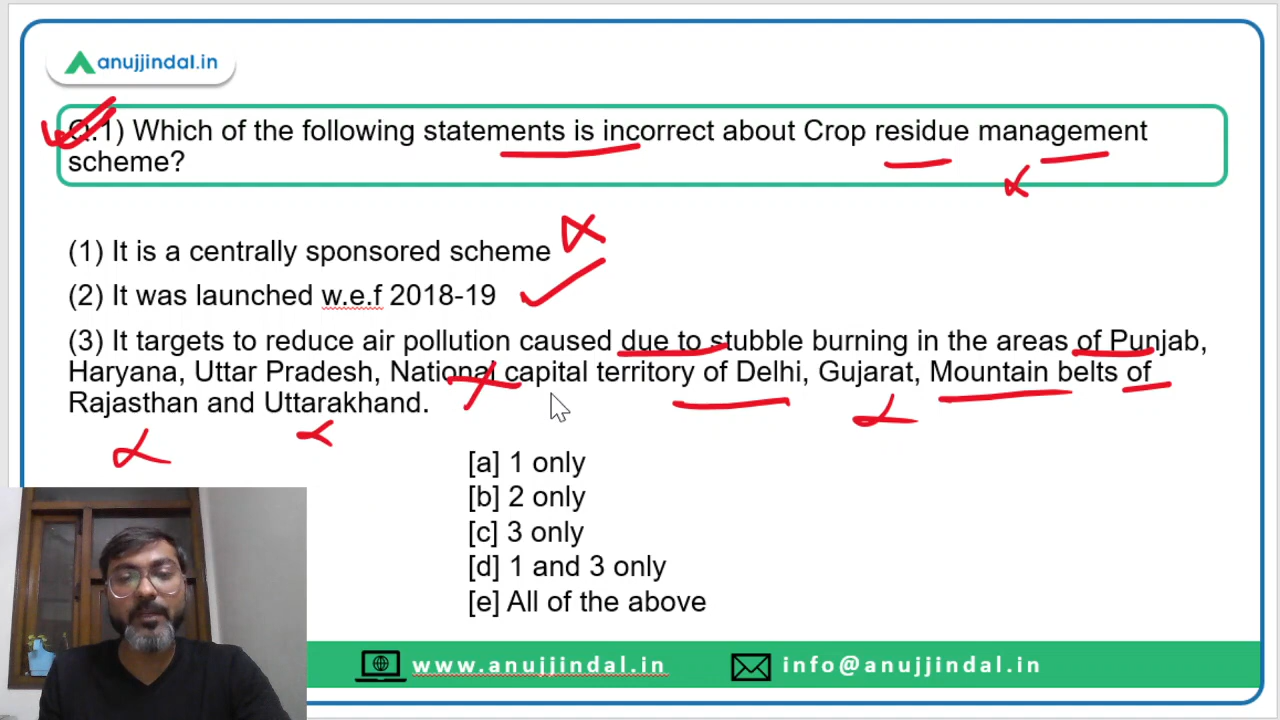 anujjindal.in
Q.1) Which of the following statements is incorrect about Crop residue management
scheme?
(1) It is a centrally sponsored scheme
(2) It was launched w.e.f 2018-19
(3) It targets to reduce air pollution caused due to stubble burning in the areas of Punjab,
Haryana, Uttar Pradesh, National capital territory of Delhi, Gujarat, Mountain belts of
Rajasthan and Uttarakhand.
[a] 1 only
[b] 2 only
[c] 3 only
[d] 1 and 3 only
[e] All of the above
www.anujjindal.in info@anujjindal.in